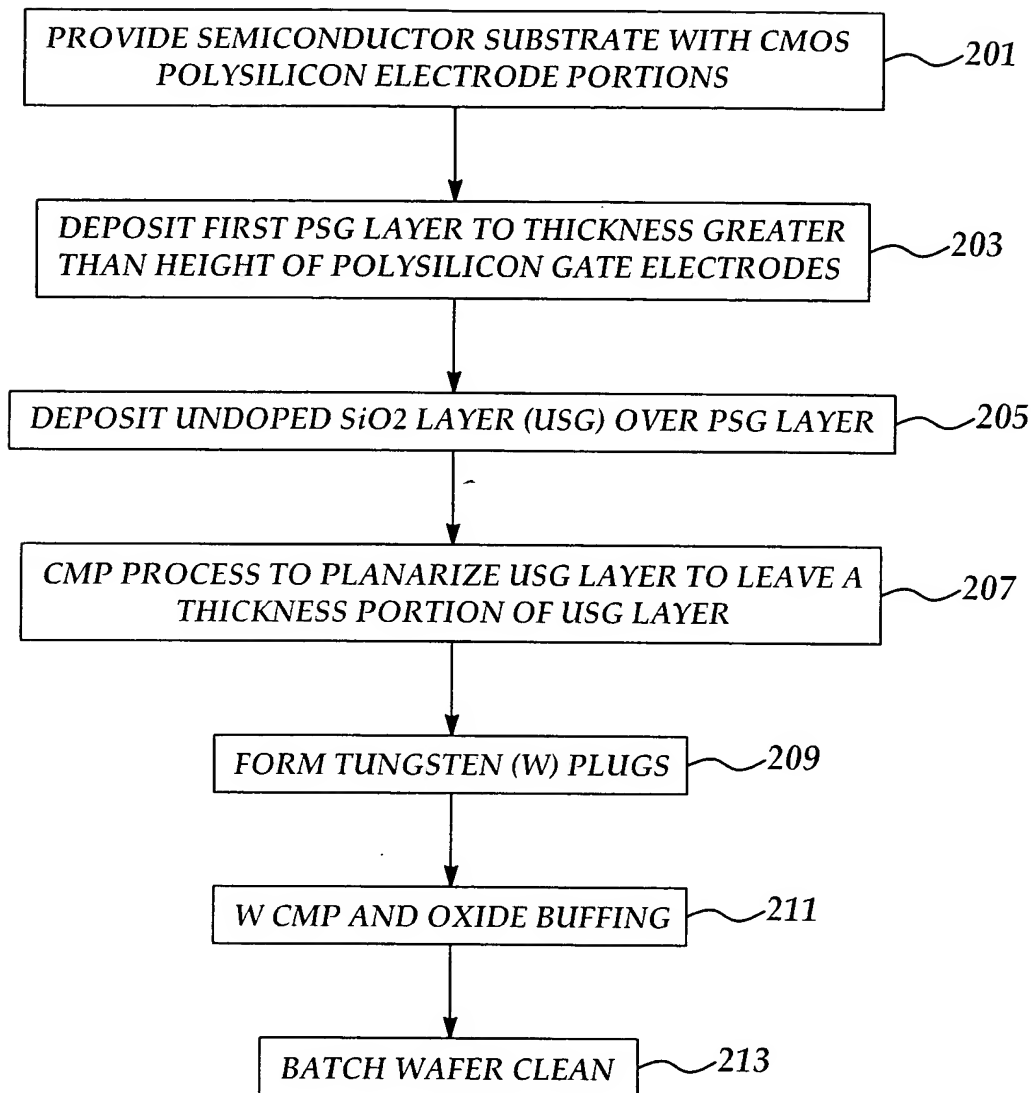 PROVIDE SEMICONDUCTOR SUBSTRATE WITH CMOS
POLYSILICON ELECTRODE PORTIONS
201
DEPOSIT FIRST PSG LAYER TO THICKNESS GREATER
THAN HEIGHT OF POLYSILICON GATE ELECTRODES
203
DEPOSIT UNDOPED SiO2 LAYER (USG) OVER PSG LAYER
205
CMP PROCESS TO PLANARIZE USG LAYER TO LEAVE A
THICKNESS PORTION OF USG LAYER
207
FORM TUNGSTEN (W) PLUGS
209
W CMP AND OXIDE BUFFING
211
BATCH WAFER CLEAN
213